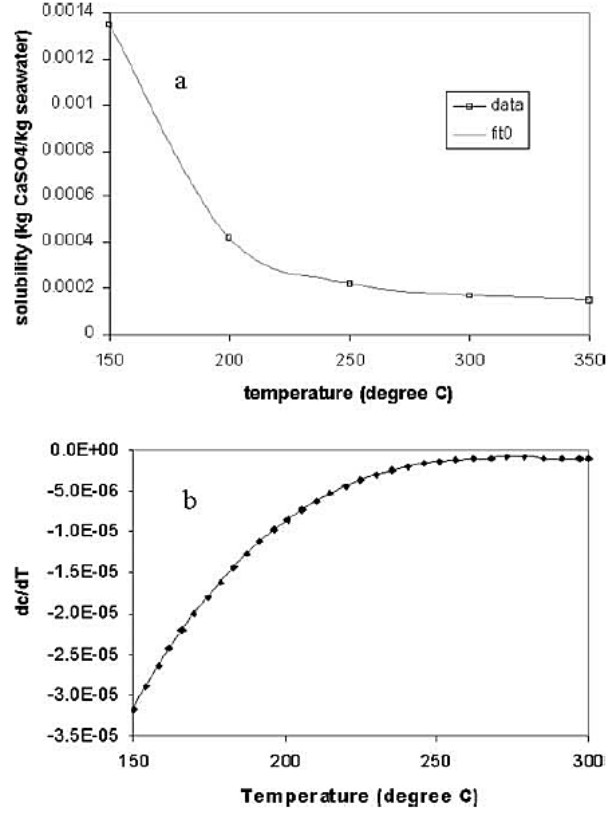 0.0014
0.0012
0.001
0.0008
0.0006
0.0004
0.0002
0
solubility (kg CaSO4/kg seawater)
a
data
fit0
150 200 250 300 350
temperature (degree C)
0.0E+00
-5.0E-06
-1.0E-05
-1.5E-05
-2.0E-05
-2.5E-05
-3.0E-05
-3.5E-05
dc/dT
b
150 200 250 300
Temperature (degree C)